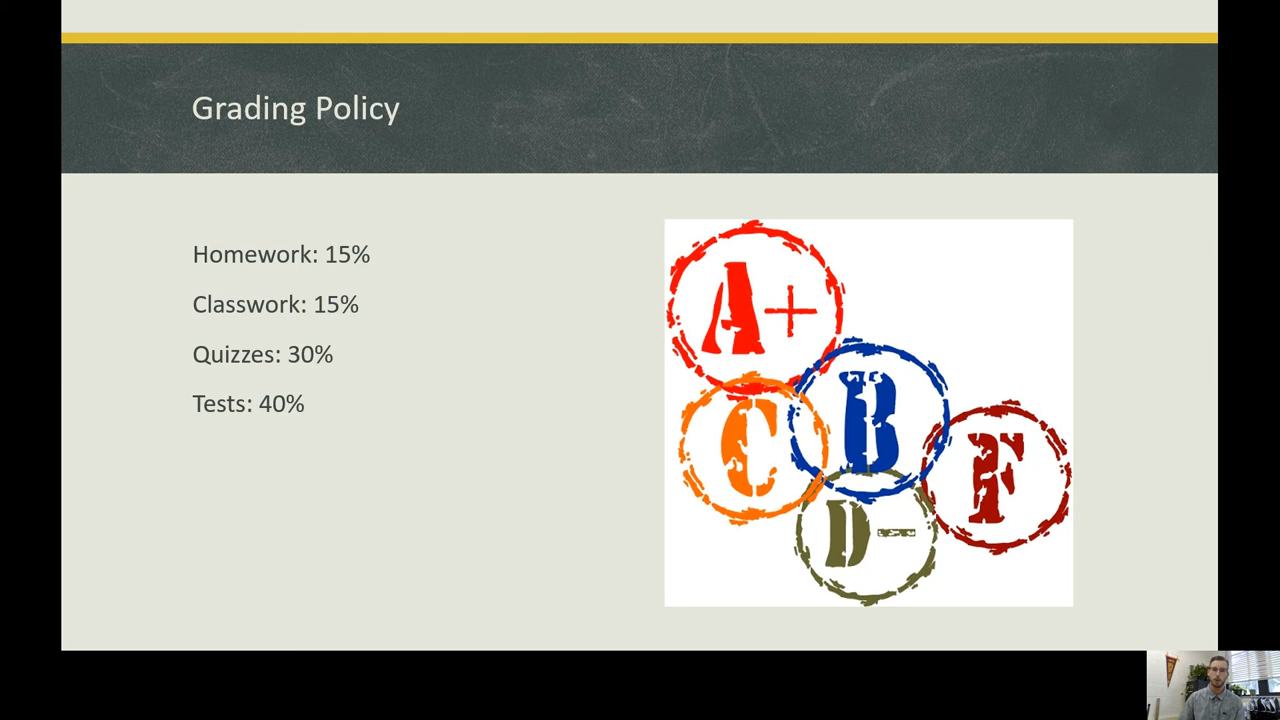 Grading Policy
Homework: 15%
Classwork: 15%
Quizzes: 30%
Tests: 40%
A+
B
C
F
D-